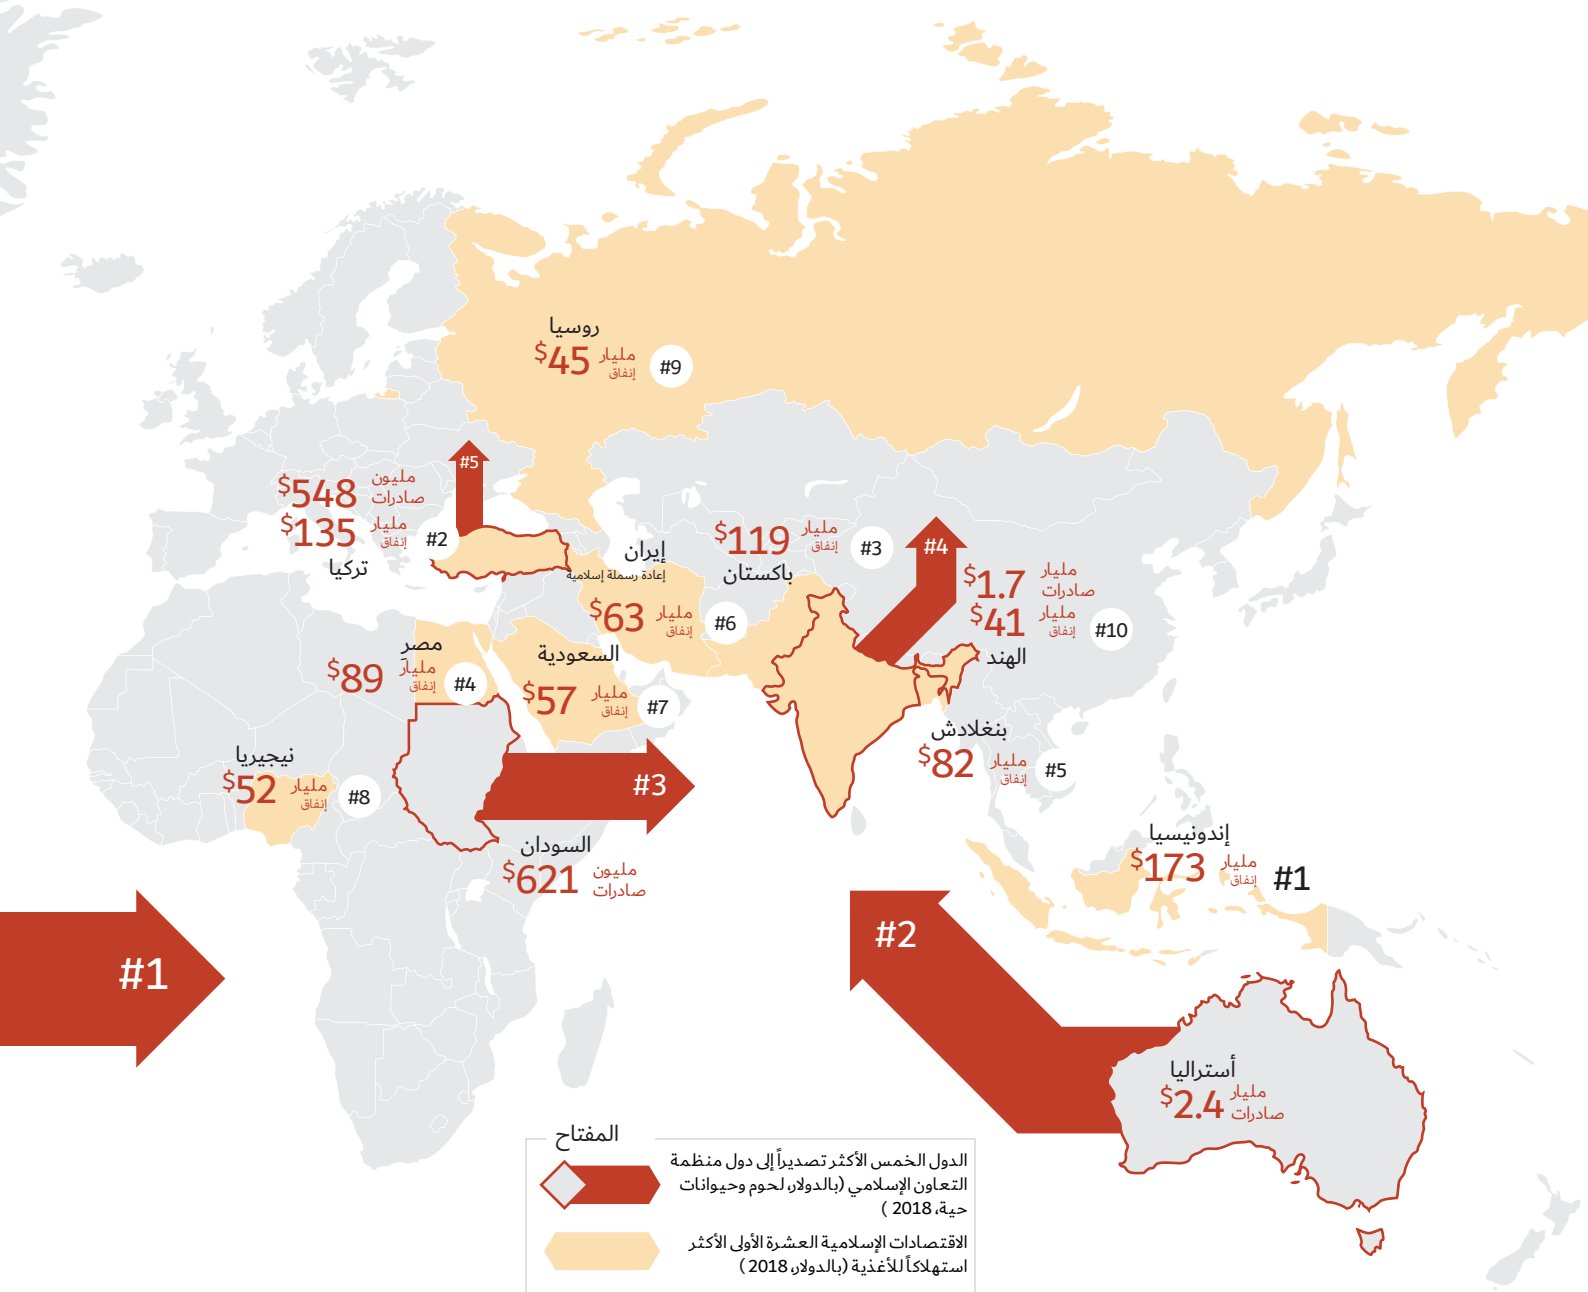 روسيا
$45 مليار إنفاق
#9
#5
$548 مليون صادرات
$135 مليار إنفاق
#2
تركيا
إيران
إعادة رسملة إسلامية
$63 مليار إنفاق
#6
$119 مليار إنفاق
#3
باكستان
#4
$1.7 مليار صادرات
$41 مليار إنفاق
#10
الهند
مصر
$89 مليار إنفاق
#4
السعودية
$57 مليار إنفاق
#7
بنغلادش
$82 مليار إنفاق
#5
نيجيريا
$52 مليار إنفاق
#8
#3
السودان
$621 مليون صادرات
إندونيسيا
$173 مليار إنفاق
#1
#1
#2
أستراليا
$2.4 مليار صادرات
المفتاح
الدول الخمس الأكثر تصديراً إلى دول منظمة
التعاون الإسلامي (بالدولار، لحوم وحيوانات
حية، 2018 )
الاقتصادات الإسلامية العشرة الأولى الأكثر
استهلاكاً للأغذية (بالدولار، 2018 )